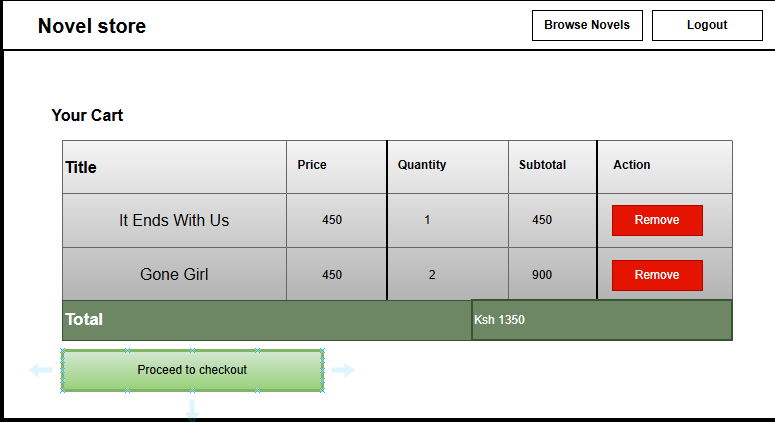 Novel store Browse Novels Logout
Your Cart
Title Price Quantity Subtotal Action
It Ends With Us 450 1 450 Remove
Gone Girl 450 2 900 Remove
Total Ksh 1350
Proceed to checkout